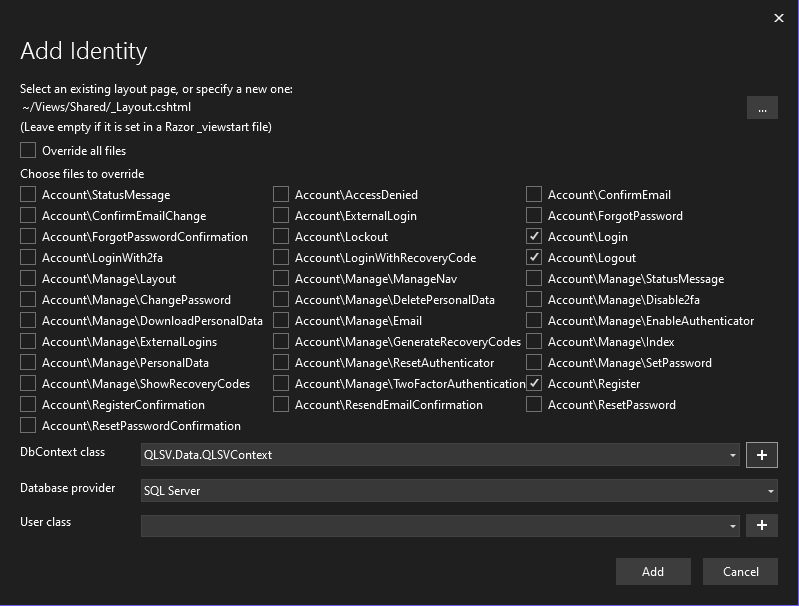 Add Identity
Select an existing layout page, or specify a new one:
~/Views/Shared/_Layout.cshtml
...
(Leave empty if it is set in a Razor _viewstart file)
Override all files
Choose files to override
Account\StatusMessage Account\AccessDenied Account\ConfirmEmail
Account\ConfirmEmailChange Account\ExternalLogin Account\ForgotPassword
Account\ForgotPasswordConfirmation Account\Lockout Account\Login
Account\LoginWith2fa Account\LoginWithRecoveryCode Account\Logout
Account\Manage\Layout Account\Manage\ManageNav Account\Manage\StatusMessage
Account\Manage\ChangePassword Account\Manage\DeletePersonalData Account\Manage\Disable2fa
Account\Manage\DownloadPersonalData Account\Manage\Email Account\Manage\EnableAuthenticator
Account\Manage\ExternalLogins Account\Manage\GenerateRecoveryCodes Account\Manage\Index
Account\Manage\PersonalData Account\Manage\ResetAuthenticator Account\Manage\SetPassword
Account\Manage\ShowRecoveryCodes Account\Manage\TwoFactorAuthentication Account\Register
Account\RegisterConfirmation Account\ResendEmailConfirmation Account\ResetPassword
Account\ResetPasswordConfirmation
DbContext class QLSV.Data.QLSVContext +
Database provider SQL Server
User class +
Add Cancel